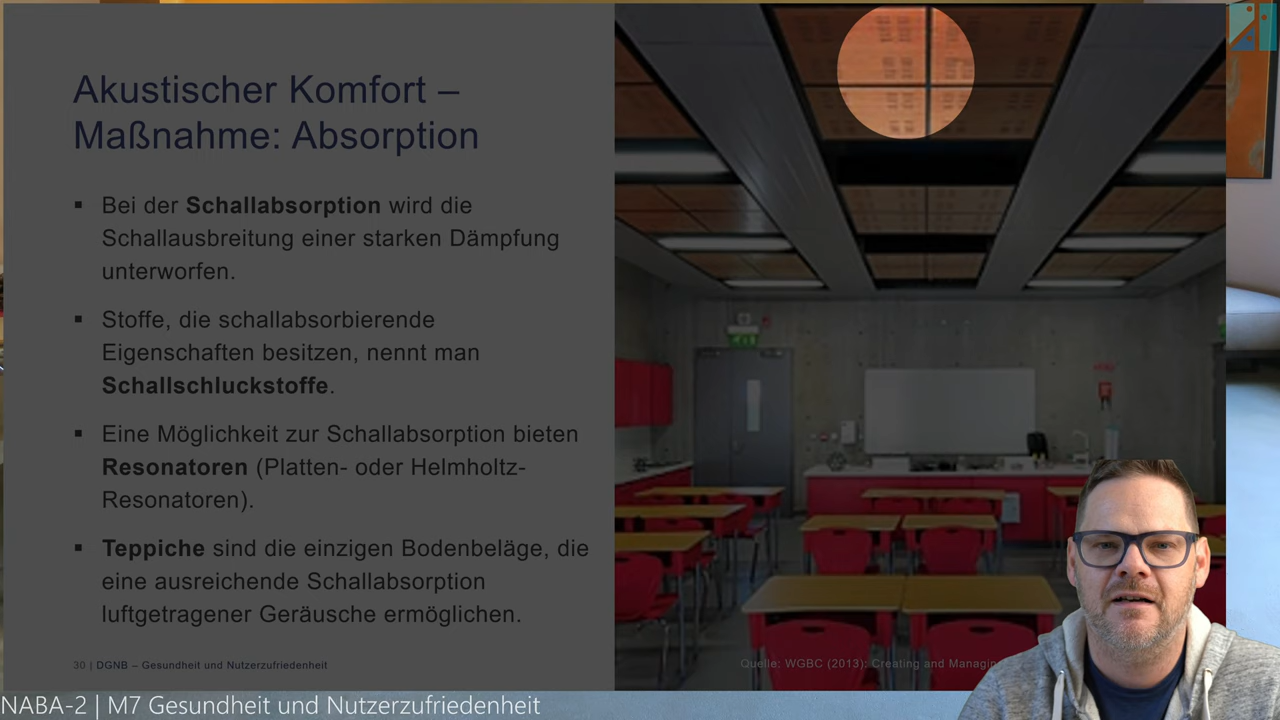 Akustischer Komfort –
Maßnahme: Absorption
▪ Bei der Schallabsorption wird die
Schallausbreitung einer starken Dämpfung
unterworfen.
▪ Stoffe, die schallabsorbierende
Eigenschaften besitzen, nennt man
Schallschluckstoffe.
▪ Eine Möglichkeit zur Schallabsorption bieten
Resonatoren (Platten- oder Helmholtz-
Resonatoren).
▪ Teppiche sind die einzigen Bodenbeläge, die
eine ausreichende Schallabsorption
luftgetragener Geräusche ermöglichen.
30 | DGNB – Gesundheit und Nutzerzufriedenheit
Quelle: WGBC (2013): Creating and
NABA-2 | M7 Gesundheit und Nutzerzufriedenheit